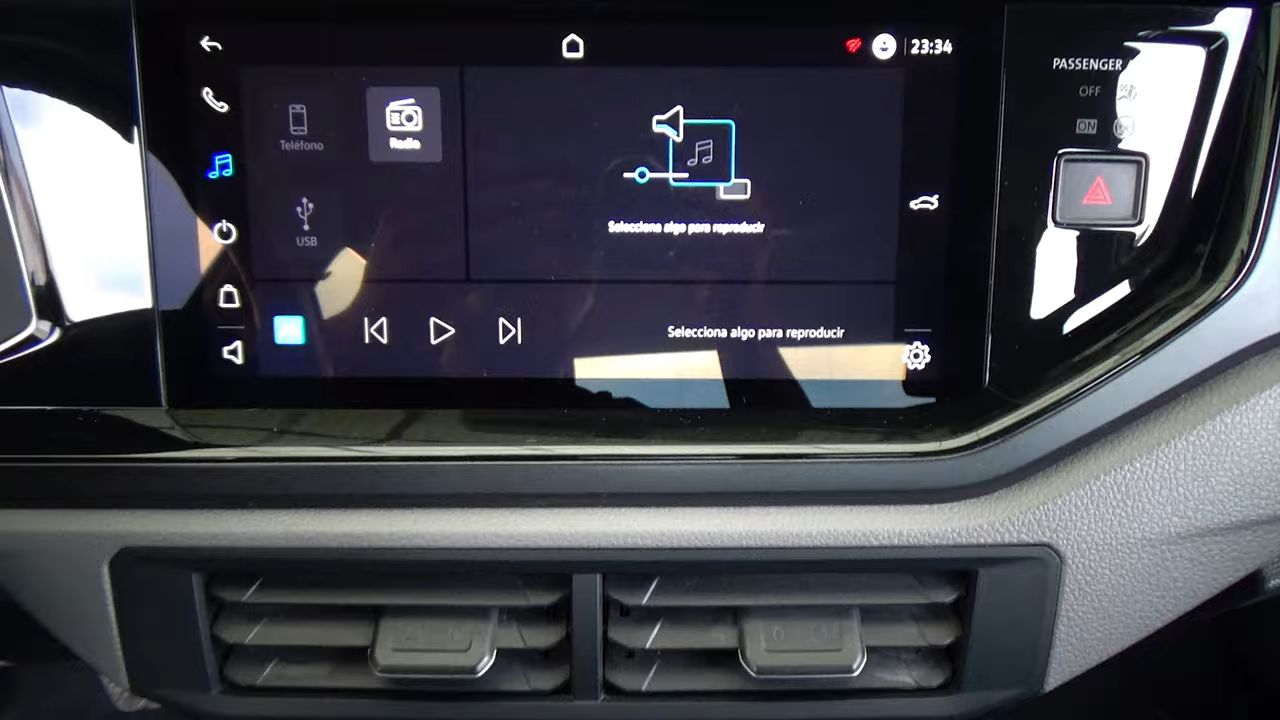 23:34
Teléfono
Radio
USB
Selecciona algo para reproducir
Selecciona algo para reproducir
PASSENGER
OFF
ON